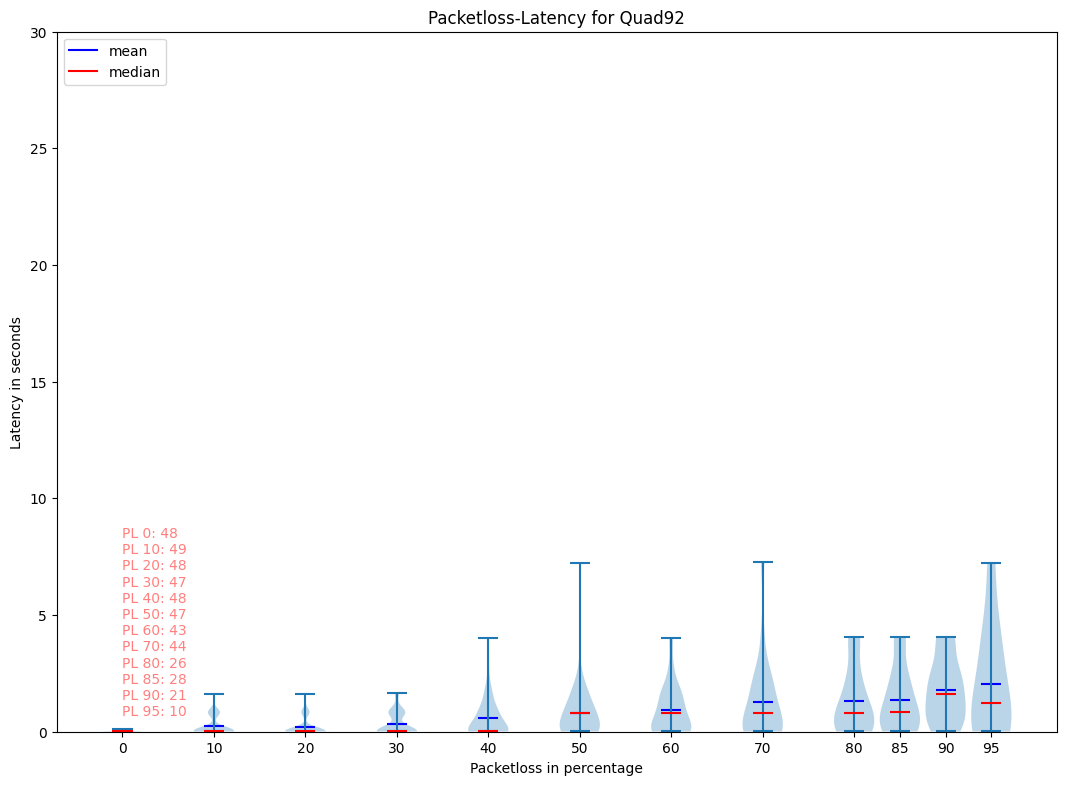 Packetloss-Latency for Quad92
30
mean
median
25
20
15
10
5
0
Latency in seconds
PL 0: 48
PL 10: 49
PL 20: 48
PL 30: 47
PL 40: 48
PL 50: 47
PL 60: 43
PL 70: 44
PL 80: 26
PL 85: 28
PL 90: 21
PL 95: 10
0 10 20 30 40 50 60 70 80 85 90 95
Packetloss in percentage